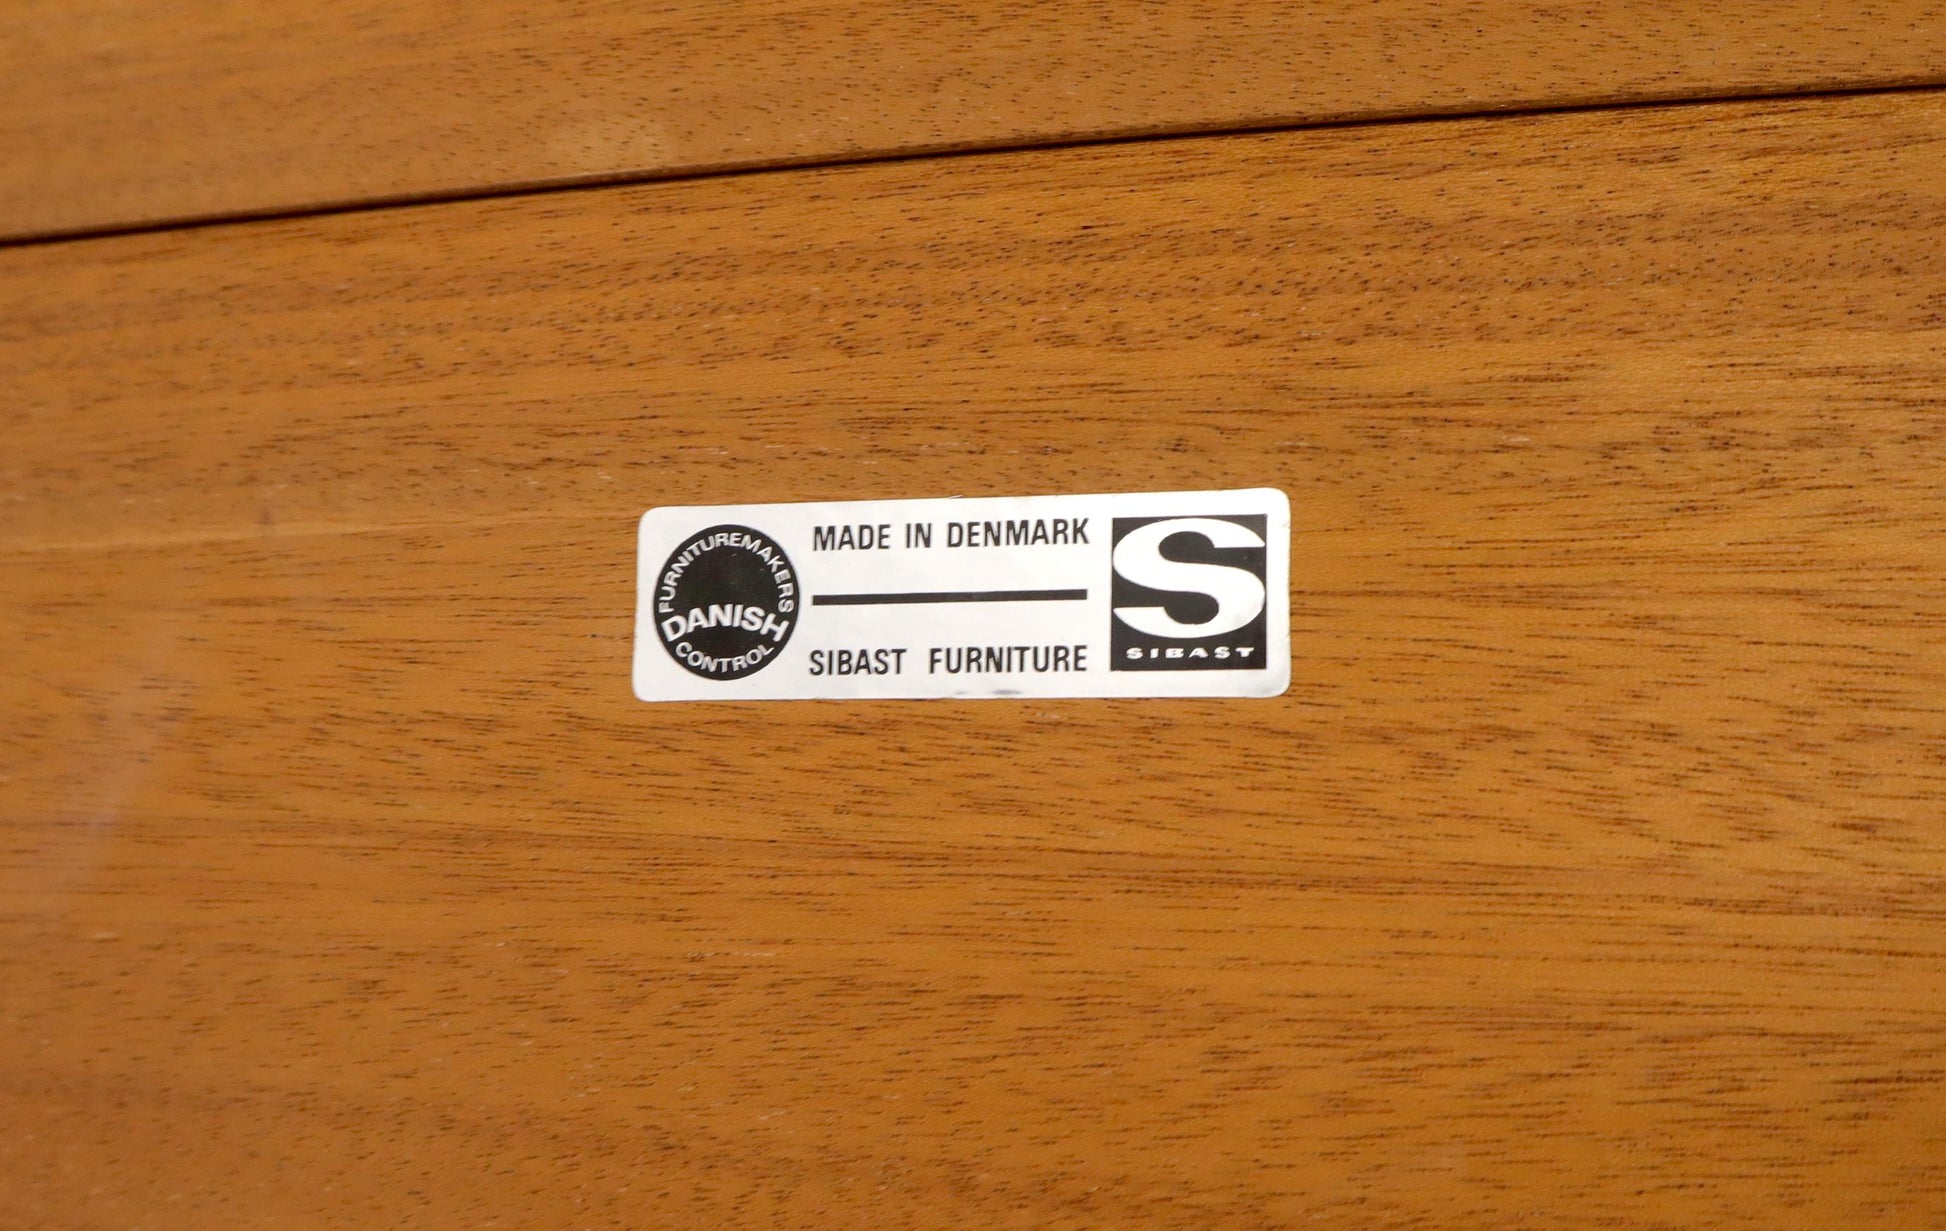 FURNITUREMAKERS
DANISH
CONTROL
MADE IN DENMARK
SIBAST FURNITURE
S
SIBAST